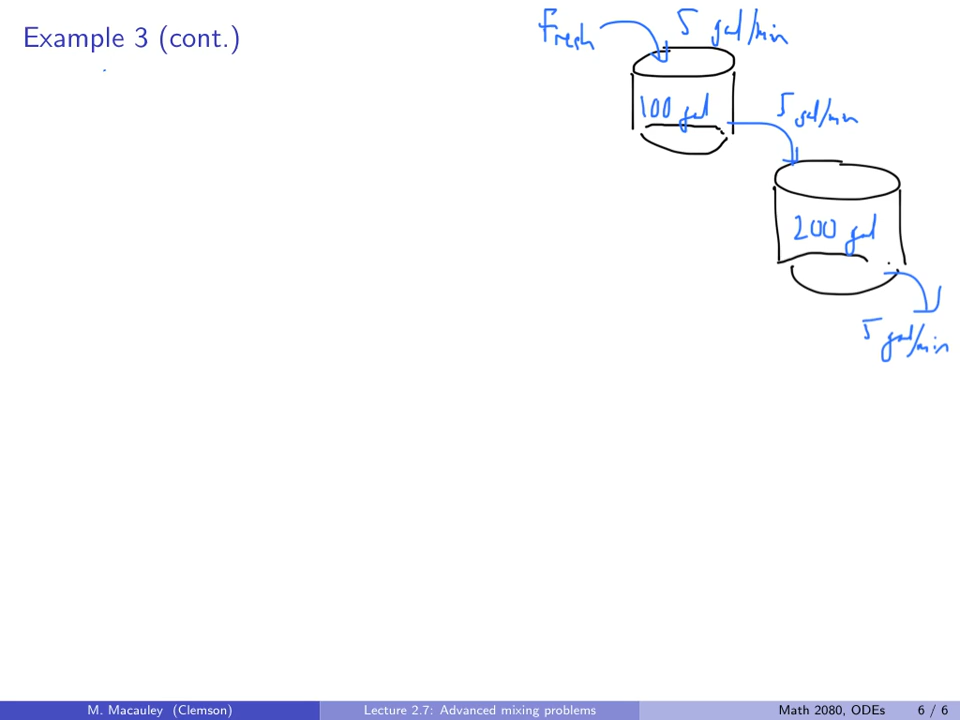 Example 3 (cont.)
Fresh
5 gal/min
100 gal
5 gal/min
200 gal
5 gal/min
M. Macauley (Clemson)
Lecture 2.7: Advanced mixing problems
Math 2080, ODEs
6 / 6